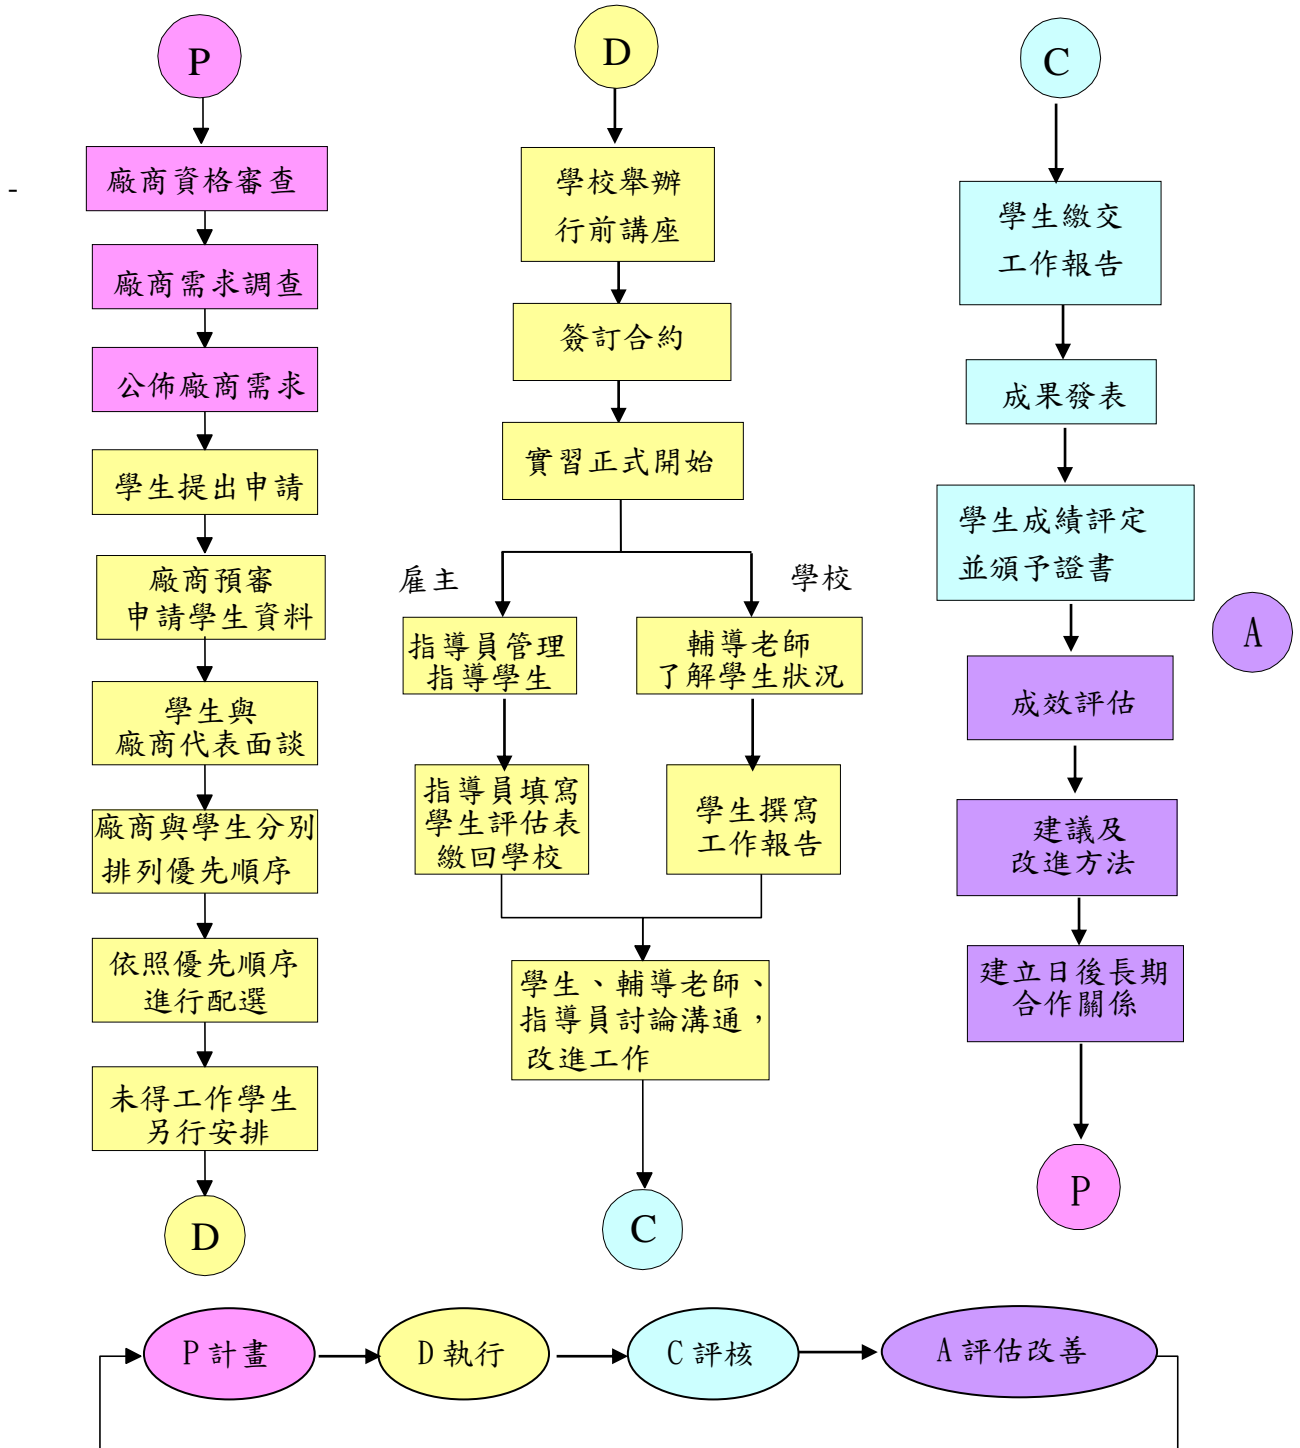 P
廠商資格審查
廠商需求調查
公佈廠商需求
學生提出申請
廠商預審
申請學生資料
學生與
廠商代表面談
廠商與學生分別
排列優先順序
依照優先順序
進行配選
未得工作學生
另行安排
D
D
學校舉辦
行前講座
簽訂合約
實習正式開始
雇主
學校
指導員管理
指導學生
輔導老師
了解學生狀況
指導員填寫
學生評估表
繳回學校
學生撰寫
工作報告
學生、輔導老師、
指導員討論溝通，
改進工作
C
C
學生繳交
工作報告
成果發表
學生成績評定
並頒予證書
A
成效評估
建議及
改進方法
建立日後長期
合作關係
P
P計畫
D執行
C評核
A評估改善
-